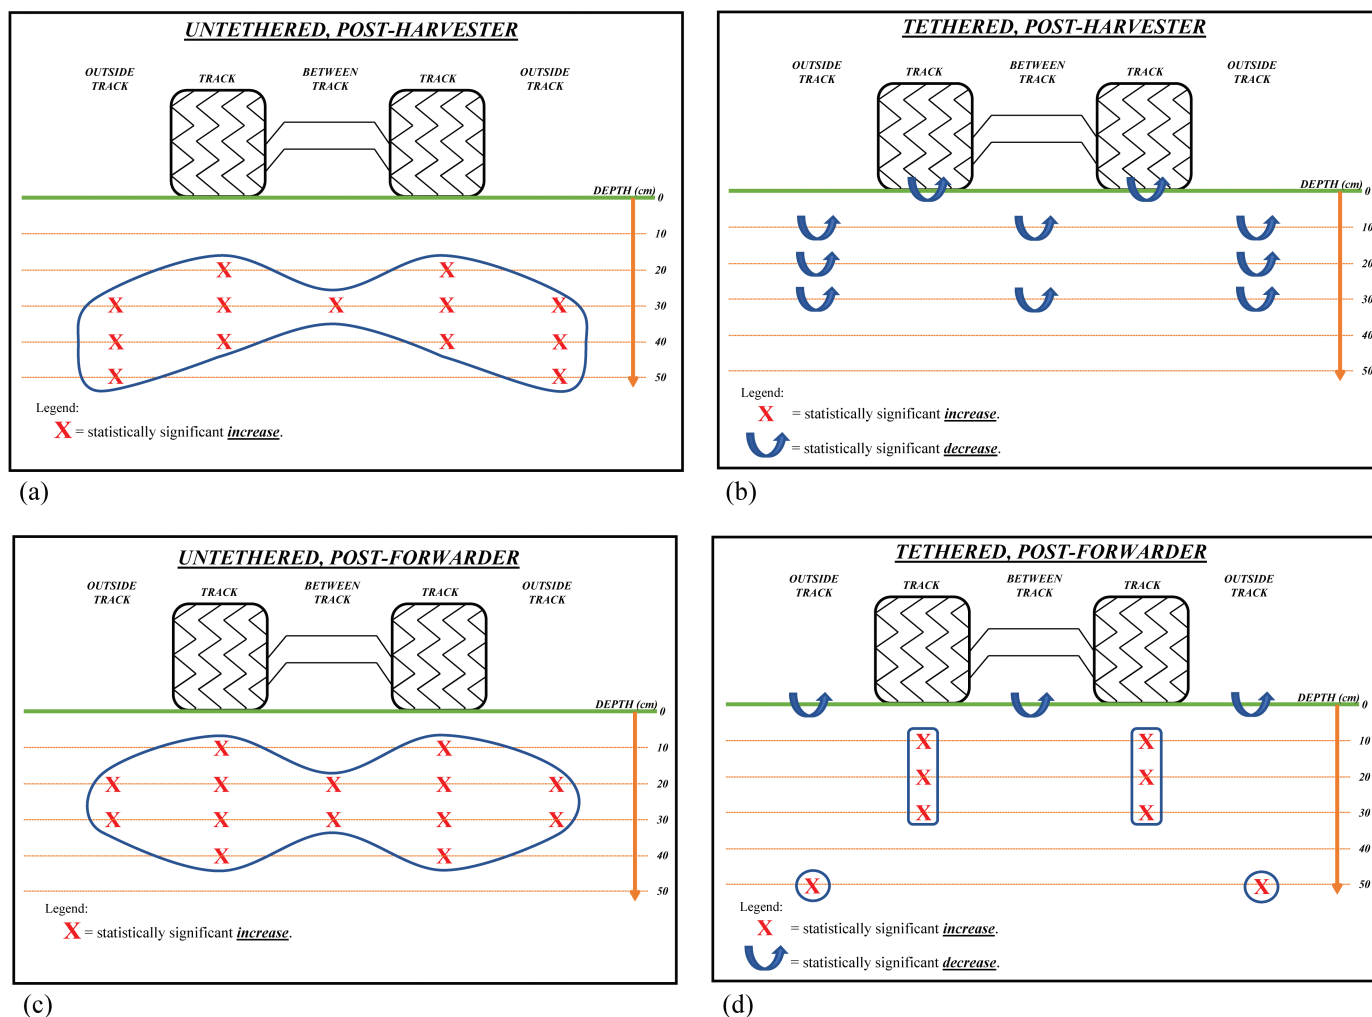 UNTETHERED, POST-HARVESTER
OUTSIDE TRACK
TRACK
BETWEEN TRACK
TRACK
OUTSIDE TRACK
DEPTH (cm)
0
10
20
X X
30
X X X X X
40
X X X X
50
X X
Legend:
X = statistically significant increase.
(a)
TETHERED, POST-HARVESTER
OUTSIDE TRACK
TRACK
BETWEEN TRACK
TRACK
OUTSIDE TRACK
DEPTH (cm)
0
10
20
30
40
50
Legend:
X = statistically significant increase.
= statistically significant decrease.
(b)
UNTETHERED, POST-FORWARDER
OUTSIDE TRACK
TRACK
BETWEEN TRACK
TRACK
OUTSIDE TRACK
DEPTH (cm)
0
10
X X
20
X X X X X
30
X X X X X
40
X X
50
Legend:
X = statistically significant increase.
(c)
TETHERED, POST-FORWARDER
OUTSIDE TRACK
TRACK
BETWEEN TRACK
TRACK
OUTSIDE TRACK
DEPTH (cm)
0
10
X X
20
X X
30
X X
40
50
X X
Legend:
X = statistically significant increase.
= statistically significant decrease.
(d)